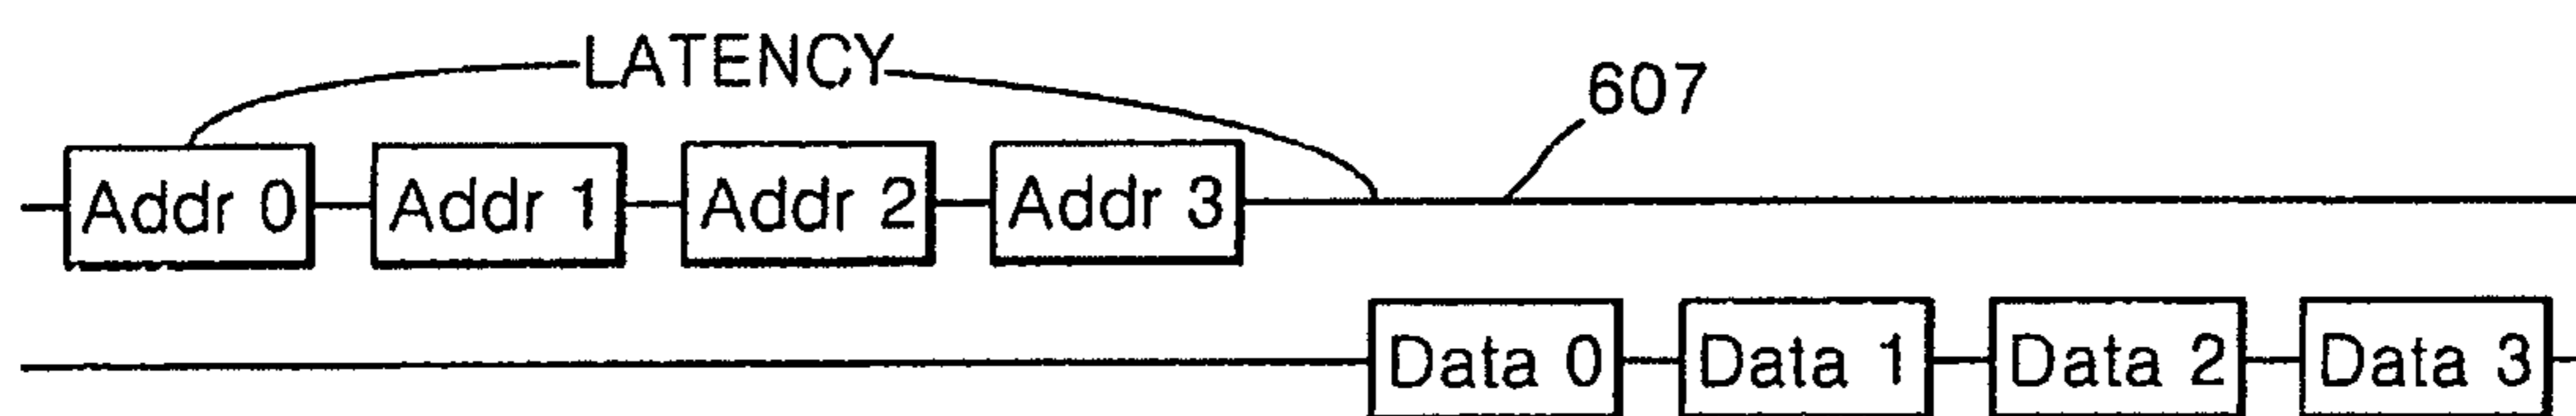 LATENCY
607
Addr 0 Addr 1 Addr 2 Addr 3
Data 0 Data 1 Data 2 Data 3